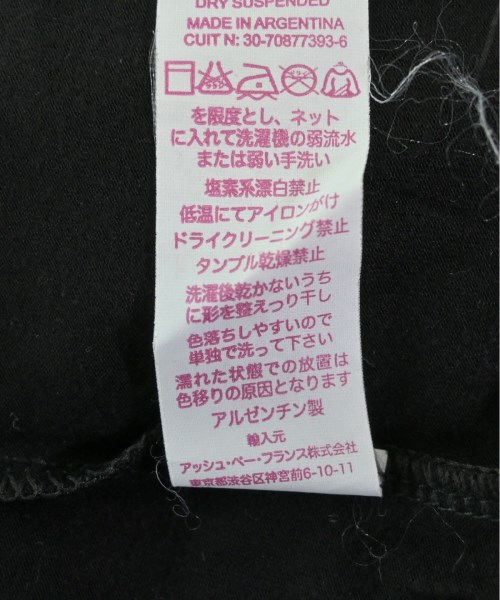 DRY SUSPENDED
MADE IN ARGENTINA
CUIT N: 30-70877393-6
を限度とし、ネット
に入れて洗濯機の弱流水
または弱い手洗い
塩素系漂白禁止
低温にてアイロンがけ
ドライクリーニング禁止
タンブル乾燥禁止
洗濯後乾かないうち
に形を整えつり干し
色落ちしやすいので
単独で洗って下さい
濡れた状態での放置は
色移りの原因となります
アルゼンチン製
輸入元
アッシュ・ペー・フランス株式会社
東京都渋谷区神宮前6-10-11